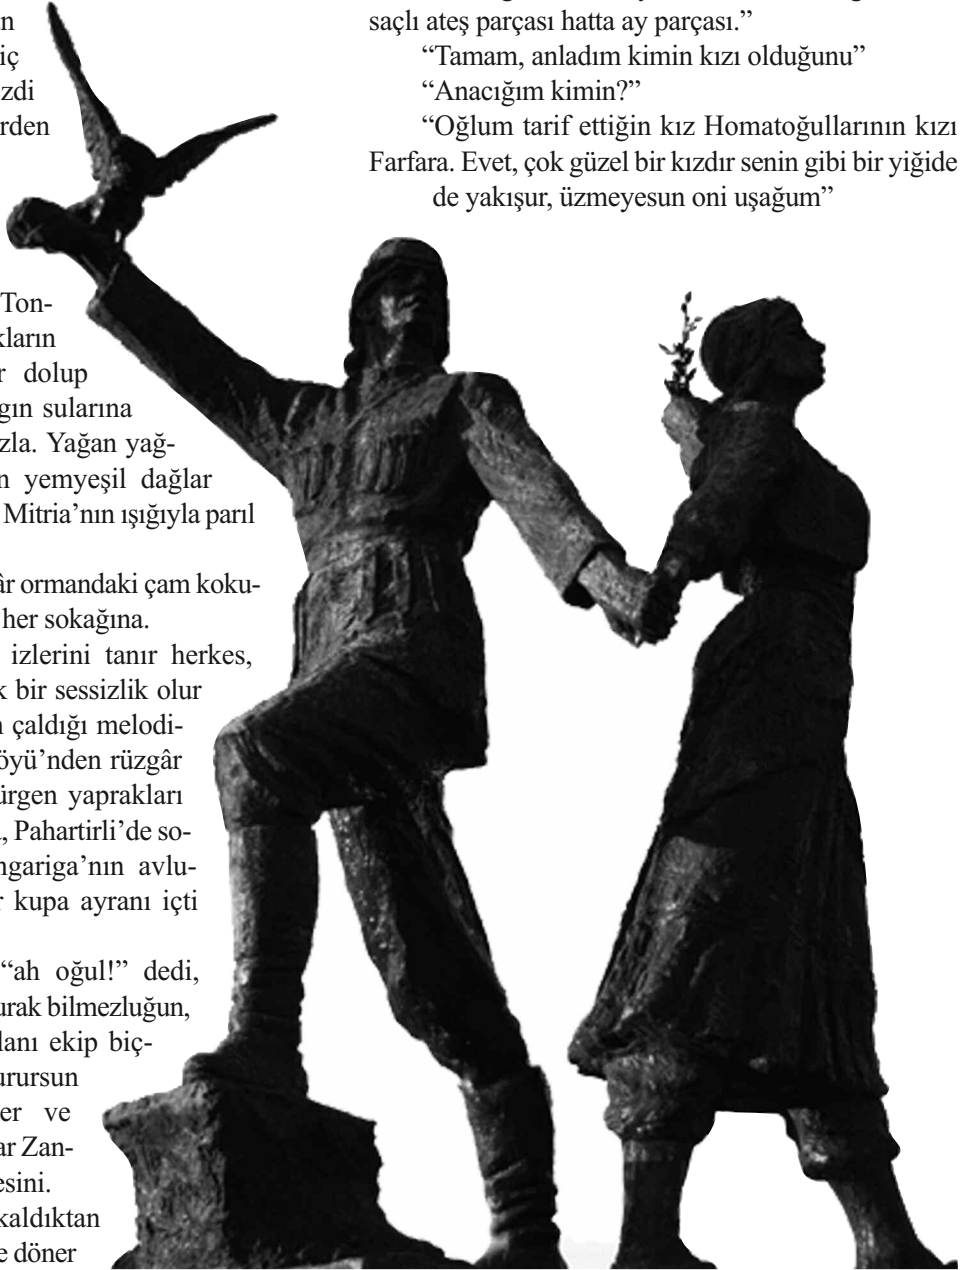 ın
iç
zdi
rden
Ton-
kların
r dolup
gın sularına
zla. Yağan yağ-
n yemyeşil dağlar
Mitria’nın ışığıyla parıl
âr ormandaki çam koku-
her sokağına.
izlerini tanır herkes,
k bir sessizlik olur
n çaldığı melodi-
öyü’nden rüzgâr
ürgen yaprakları
a, Pahartirli’de so-
ngariga’nın avlu-
r kupa ayranı içti
“ah oğul!” dedi,
urak bilmezluğun,
lanı ekip biç-
urursun
er ve
ar Zan-
esini.
kaldıktan
e döner
saçlı ateş parçası hatta ay parçası.”
“Tamam, anladım kimin kızı olduğunu”
“Anacığım kimin?”
“Oğlum tarif ettiğin kız Homatoğullarının kızı
Farfara. Evet, çok güzel bir kızdır senin gibi bir yiğide
de yakışur, üzmeyesun oni uşağum”